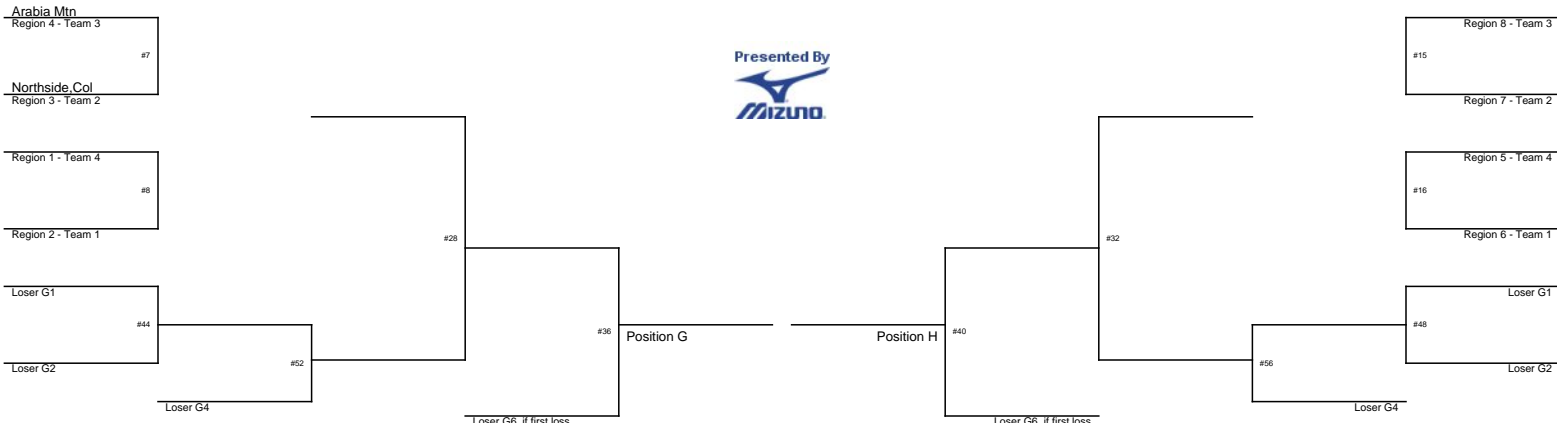 Arabia Mtn
Region 4 - Team 3
#7
Northside,Col
Region 3 - Team 2
Region 1 - Team 4
#8
Region 2 - Team 1
#28
Loser G1
#44
Loser G2
#52
Loser G4
#36
Position G
Loser G6, if first loss
Presented By
MIZUNO
Region 8 - Team 3
#15
Region 7 - Team 2
Region 5 - Team 4
#16
Region 6 - Team 1
#32
Loser G1
#48
Loser G2
#56
Loser G4
Position H
#40
Loser G6, if first loss